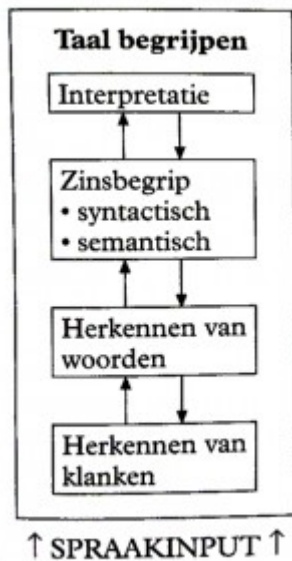 Taal begrijpen
Interpretatie
Zinsbegrip
• syntactisch
• semantisch
Herkennen van
woorden
Herkennen van
klanken
↑ SPRAAKINPUT ↑